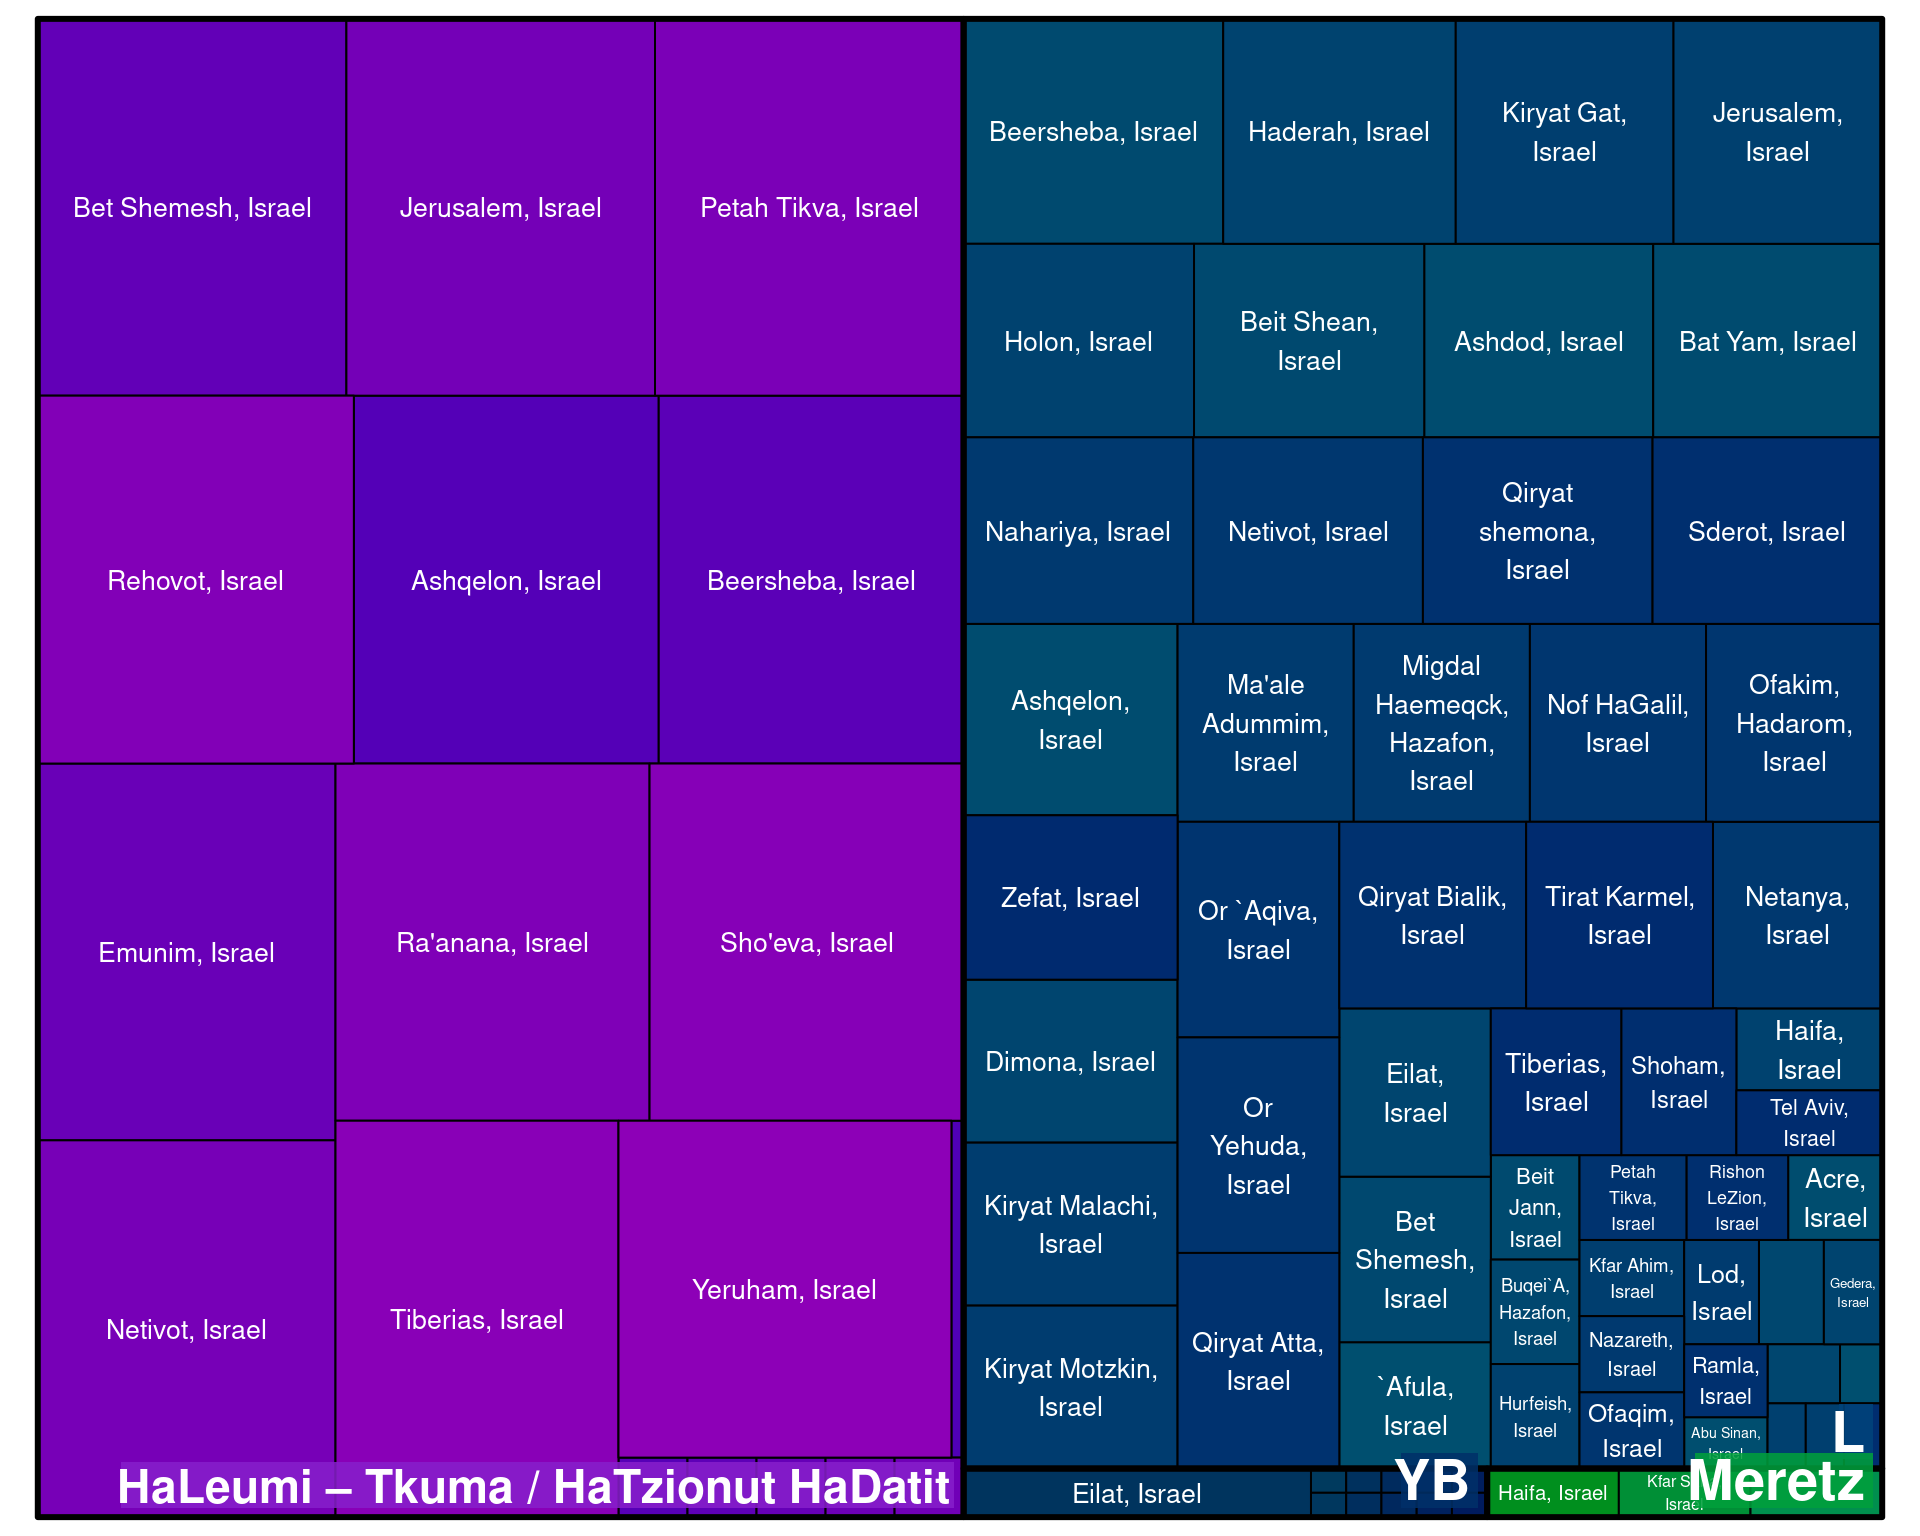 Bet Shemesh, Israel
Jerusalem, Israel
Petah Tikva, Israel
Rehovot, Israel
Ashqelon, Israel
Beersheba, Israel
Emunim, Israel
Ra'anana, Israel
Sho'eva, Israel
Netivot, Israel
Tiberias, Israel
Yeruham, Israel
HaLeumi – Tkuma / HaTzionut HaDatit
Beersheba, Israel
Haderah, Israel
Kiryat Gat,
Israel
Jerusalem,
Israel
Holon, Israel
Beit Shean,
Israel
Ashdod, Israel
Bat Yam, Israel
Nahariya, Israel
Netivot, Israel
Qiryat
shemona,
Israel
Sderot, Israel
Ashqelon,
Israel
Ma'ale
Adummim,
Israel
Migdal
Haemeqck,
Hazafon,
Israel
Nof HaGalil,
Israel
Ofakim,
Hadarom,
Israel
Zefat, Israel
Or `Aqiva,
Israel
Qiryat Bialik,
Israel
Tirat Karmel,
Israel
Netanya,
Israel
Dimona, Israel
Or
Yehuda,
Israel
Eilat,
Israel
Tiberias,
Israel
Shoham,
Israel
Haifa,
Israel
Tel Aviv,
Israel
Kiryat Malachi,
Israel
Bet
Shemesh,
Israel
Beit
Jann,
Israel
Petah
Tikva,
Israel
Rishon
LeZion,
Israel
Acre,
Israel
Kiryat Motzkin,
Israel
Qiryat Atta,
Israel
`Afula,
Israel
Buqei`A,
Hazafon,
Israel
Kfar Ahim,
Israel
Lod,
Israel
Gedera,
Israel
Nazareth,
Israel
Ramla,
Israel
Hurfeish,
Israel
Ofaqim,
Israel
Abu Sinan,
Israel
L
Eilat, Israel
YB
Haifa, Israel
Kfar
Israel
Meretz